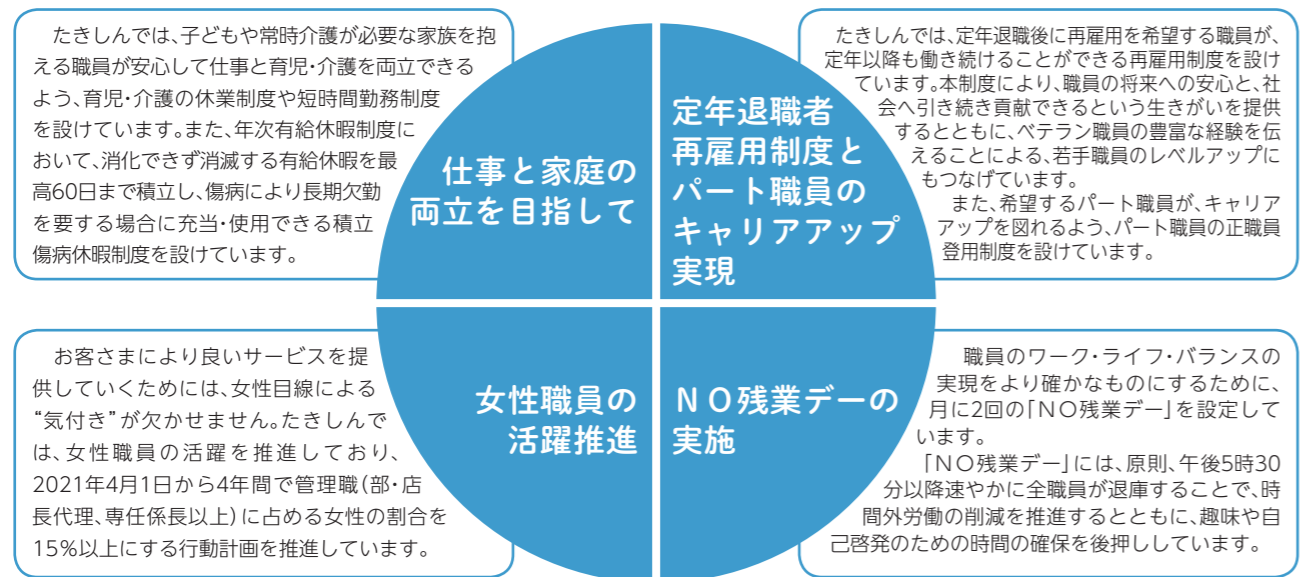 たきしんでは、子どもや常時介護が必要な家族を抱
える職員が安心して仕事と育児・介護を両立できる
よう、育児・介護の休業制度や短時間勤務制度
を設けています。また、年次有給休暇制度に
おいて、消化できず消滅する有給休暇を最
高60日まで積立し、傷病により長期欠勤
を要する場合に充当・使用できる積立
傷病休暇制度を設けています。
仕事と家庭の
両立を目指して
定年退職者
再雇用制度と
パート職員の
キャリアアップ
実現
たきしんでは、定年退職後に再雇用を希望する職員が、
定年以降も働き続けることができる再雇用制度を設け
ています。本制度により、職員の将来への安心と、社
会へ引き続き貢献できるという生きがいを提供
するとともに、ベテラン職員の豊富な経験を伝
えることによる、若手職員のレベルアップに
もつなげています。
また、希望するパート職員が、キャリア
アップを図れるよう、パート職員の正職員
登用制度を設けています。
お客さまにより良いサービスを提
供していくためには、女性目線による
“気付き”が欠かせません。たきしんで
は、女性職員の活躍を推進しており、
2021年4月1日から4年間で管理職(部・店
長代理、専任係長以上)に占める女性の割合を
15%以上にする行動計画を推進しています。
女性職員の
活躍推進
NO残業デーの
実施
職員のワーク・ライフ・バランスの
実現をより確かなものにするために、
月に2回の「NO残業デー」を設定して
います。
「NO残業デー」には、原則、午後5時30
分以降速やかに全職員が退庫することで、時
間外労働の削減を推進するとともに、趣味や自
己啓発のための時間の確保を後押ししています。